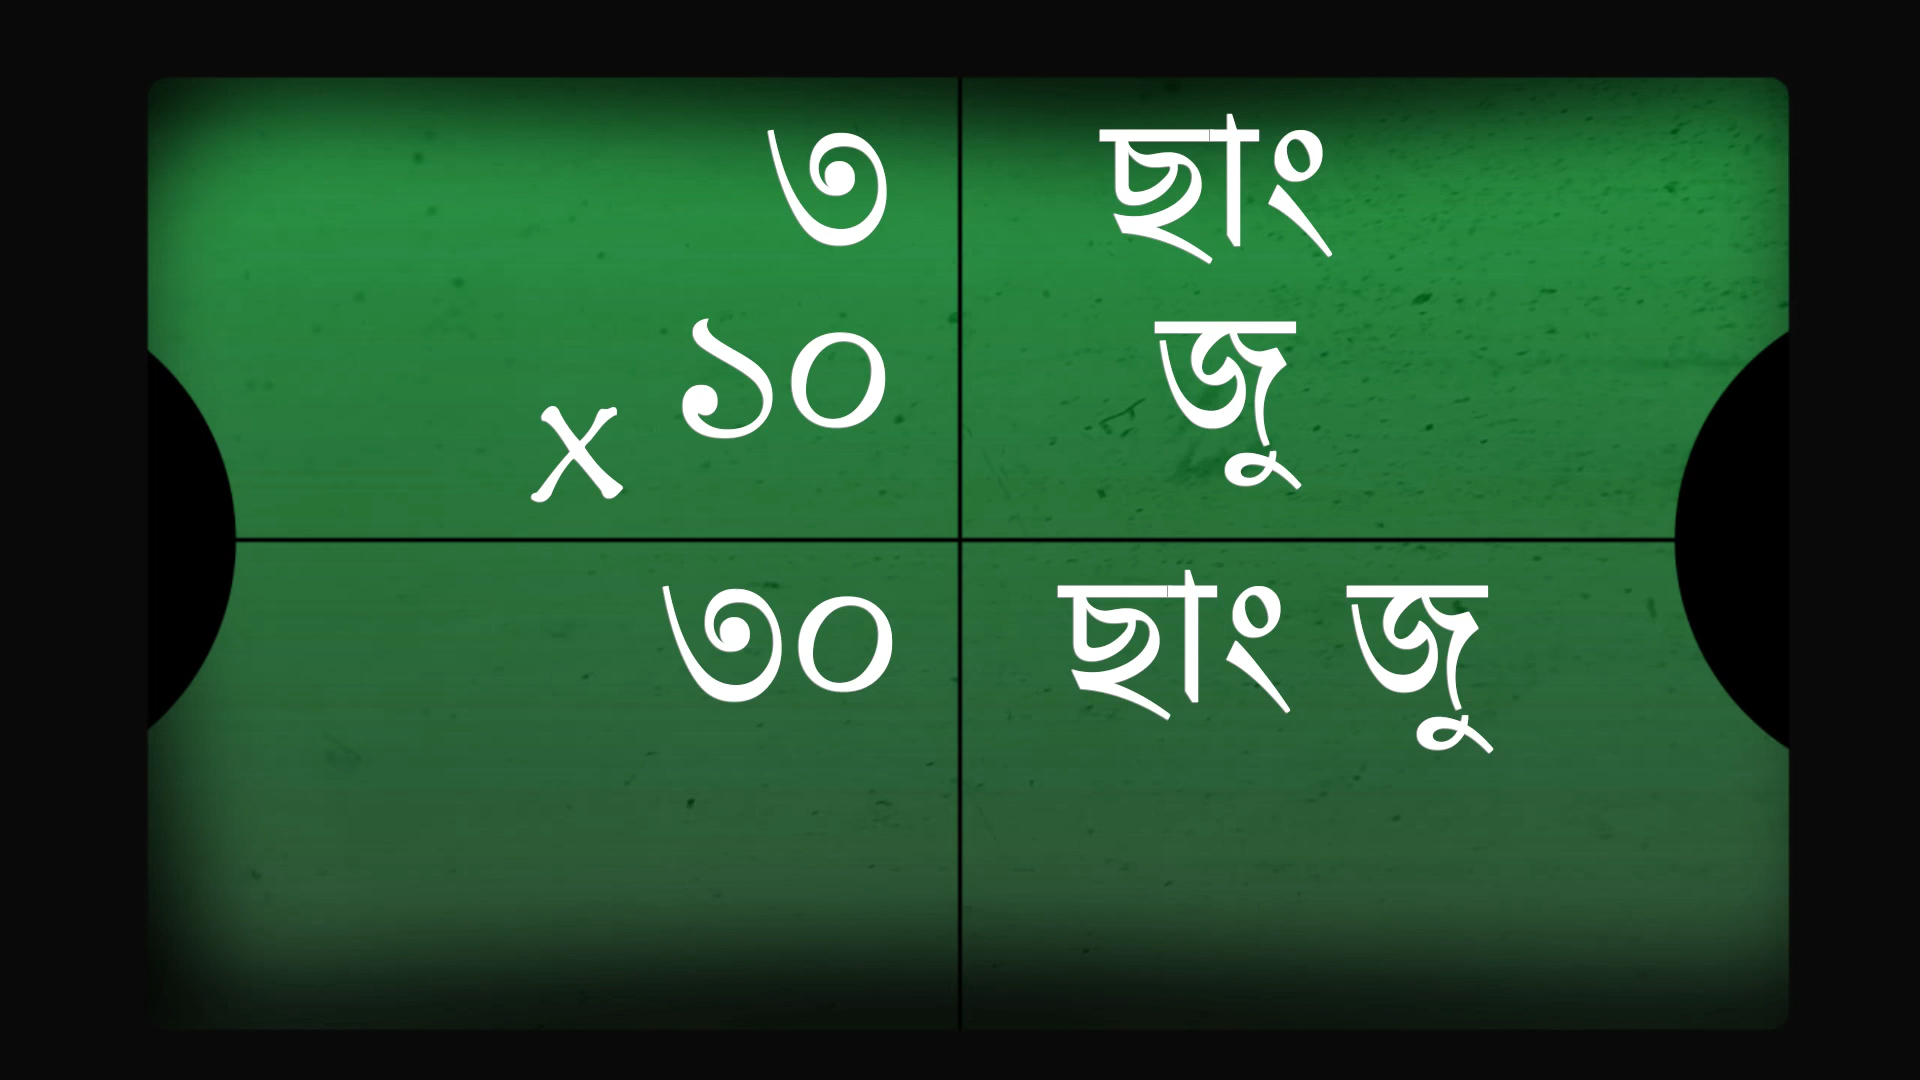 ৩ ছাং
১০ জু
x
৩০ ছাং জু